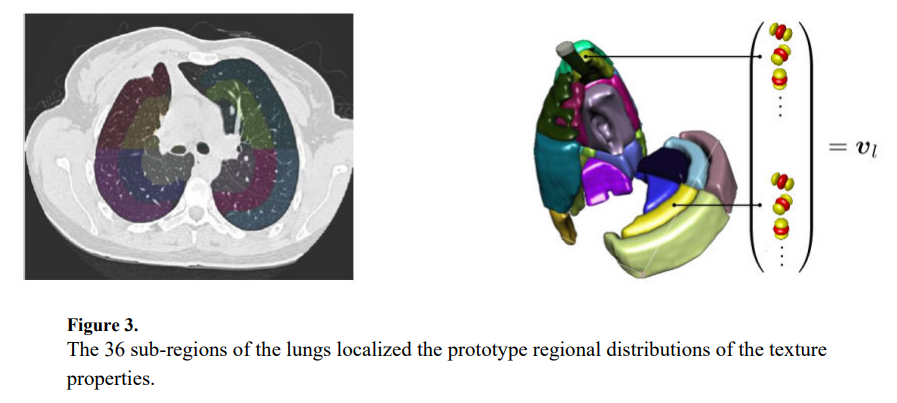 = v_l
Figure 3.
The 36 sub-regions of the lungs localized the prototype regional distributions of the texture
properties.